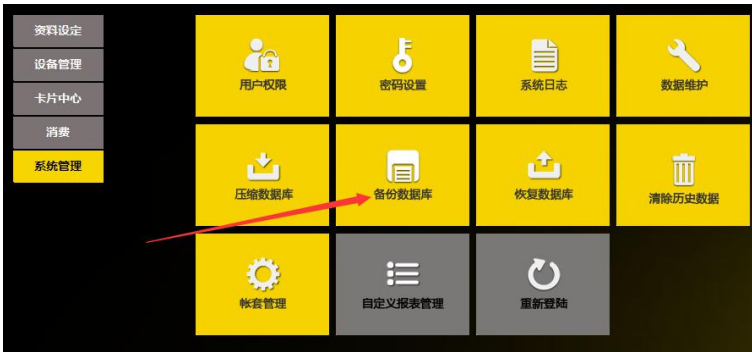 资料设定
设备管理
卡片中心
消费
系统管理
用户权限
密码设置
系统日志
数据维护
压缩数据库
备份数据库
恢复数据库
清除历史数据
帐套管理
自定义报表管理
重新登陆